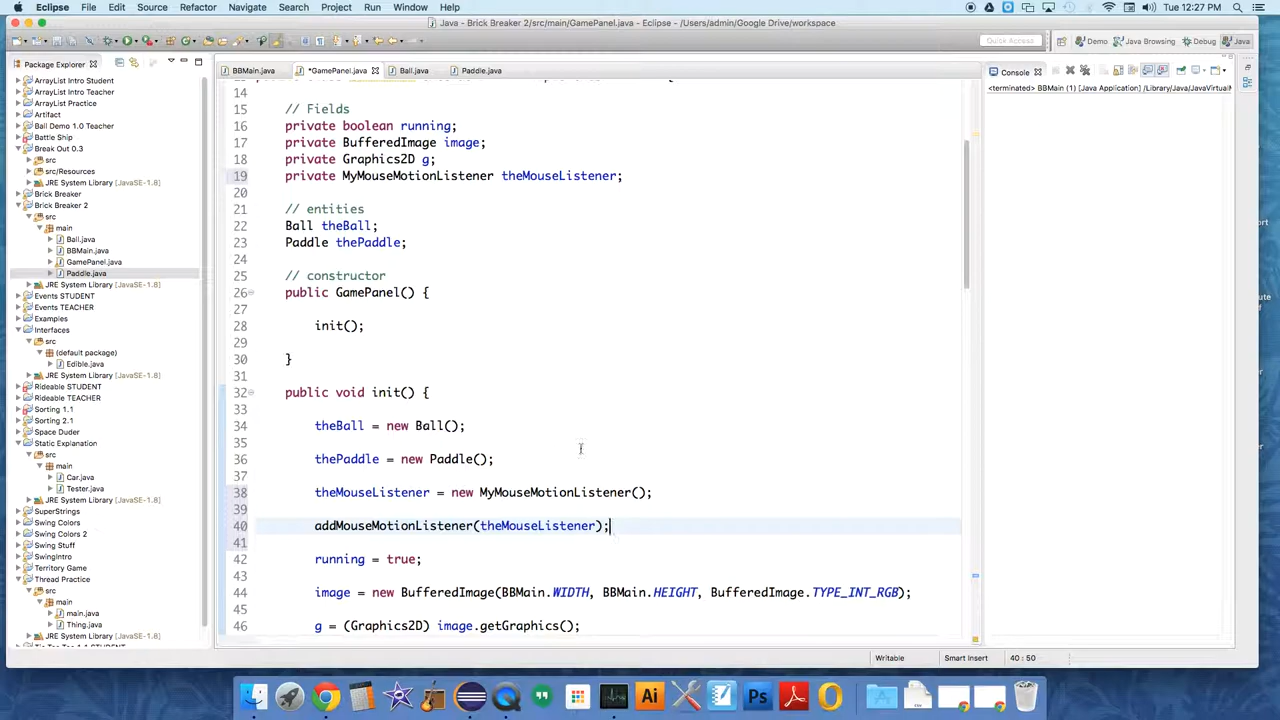 Eclipse File Edit Source Refactor Navigate Search Project Run Window Help Tue 12:27 PM
Java - Brick Breaker 2/src/main/GamePanel.java - Eclipse - /Users/admin/Google Drive/workspace
Quick Access Demo Java Browsing Debug Java
Package Explorer
BBMain.java *GamePanel.java Ball.java Paddle.java
Console
<terminated> BBMain (1) [Java Application] /Library/Java/JavaVirtualM
ArrayList Intro Student
ArrayList Intro Teacher
ArrayList Practice
Artifact
Ball Demo 1.0 Teacher
Battle Ship
Break Out 0.3
src
src/Resources
JRE System Library [JavaSE-1.8]
Brick Breaker
Brick Breaker 2
src
main
Ball.java
BBMain.java
GamePanel.java
Paddle.java
JRE System Library [JavaSE-1.8]
Events STUDENT
Events TEACHER
Examples
Interfaces
src
(default package)
Edible.java
JRE System Library [JavaSE-1.8]
Rideable STUDENT
Rideable TEACHER
Sorting 1.1
Sorting 2.1
Space Duder
Static Explanation
src
main
Car.java
Tester.java
JRE System Library [JavaSE-1.8]
SuperStrings
Swing Colors
Swing Colors 2
Swing Stuff
SwingIntro
Territory Game
Thread Practice
src
main
main.java
Thing.java
JRE System Library [JavaSE-1.8]
14
15 // Fields
16 private boolean running;
17 private BufferedImage image;
18 private Graphics2D g;
19 private MyMouseMotionListener theMouseListener;
20
21 // entities
22 Ball theBall;
23 Paddle thePaddle;
24
25 // constructor
26 public GamePanel() {
27
28 init();
29
30 }
31
32 public void init() {
33
34 theBall = new Ball();
35
36 thePaddle = new Paddle();
37
38 theMouseListener = new MyMouseMotionListener();
39
40 addMouseMotionListener(theMouseListener);
41
42 running = true;
43
44 image = new BufferedImage(BBMain.WIDTH, BBMain.HEIGHT, BufferedImage.TYPE_INT_RGB);
45
46 g = (Graphics2D) image.getGraphics();
Writable Smart Insert 40 : 50
Ai Ps